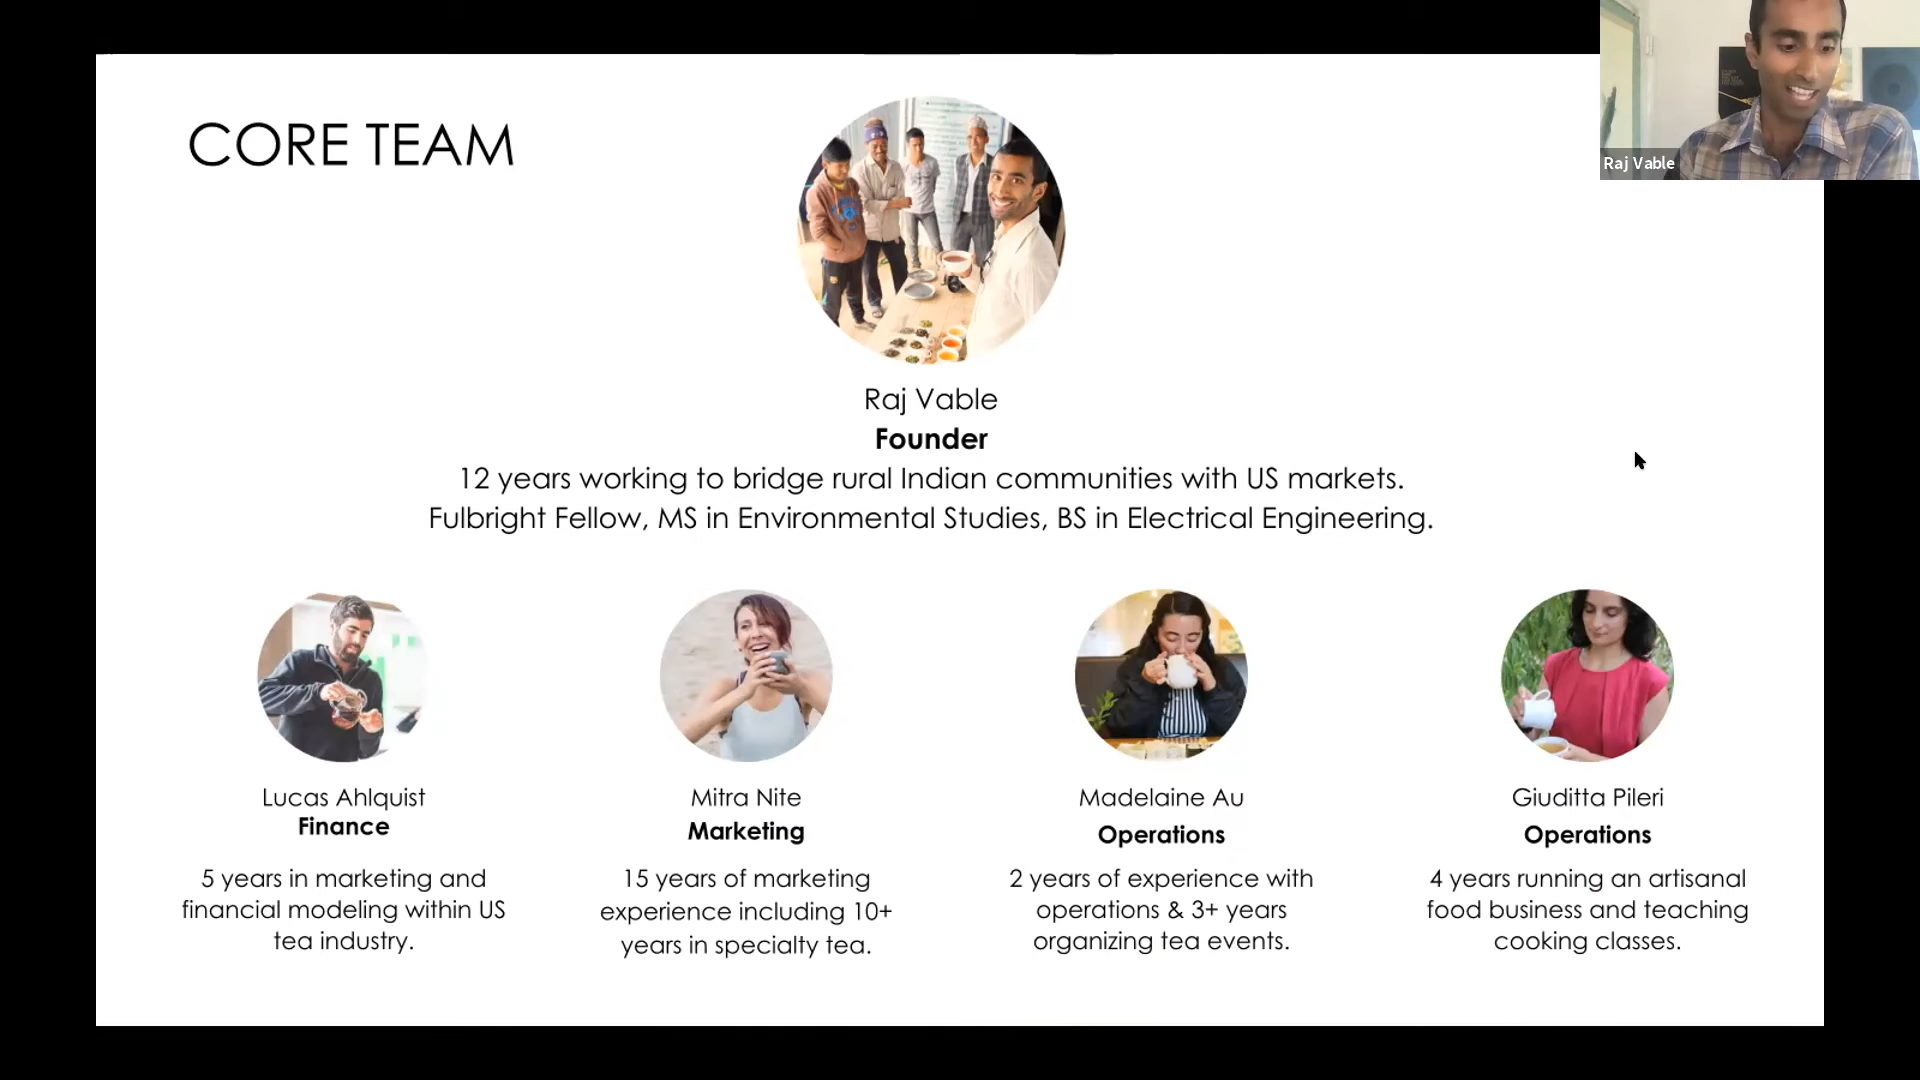 CORE TEAM
Raj Vable
Raj Vable
Founder
12 years working to bridge rural Indian communities with US markets.
Fulbright Fellow, MS in Environmental Studies, BS in Electrical Engineering.
Lucas Ahlquist
Finance
5 years in marketing and
financial modeling within US
tea industry.
Mitra Nite
Marketing
15 years of marketing
experience including 10+
years in specialty tea.
Madelaine Au
Operations
2 years of experience with
operations & 3+ years
organizing tea events.
Giuditta Pileri
Operations
4 years running an artisanal
food business and teaching
cooking classes.